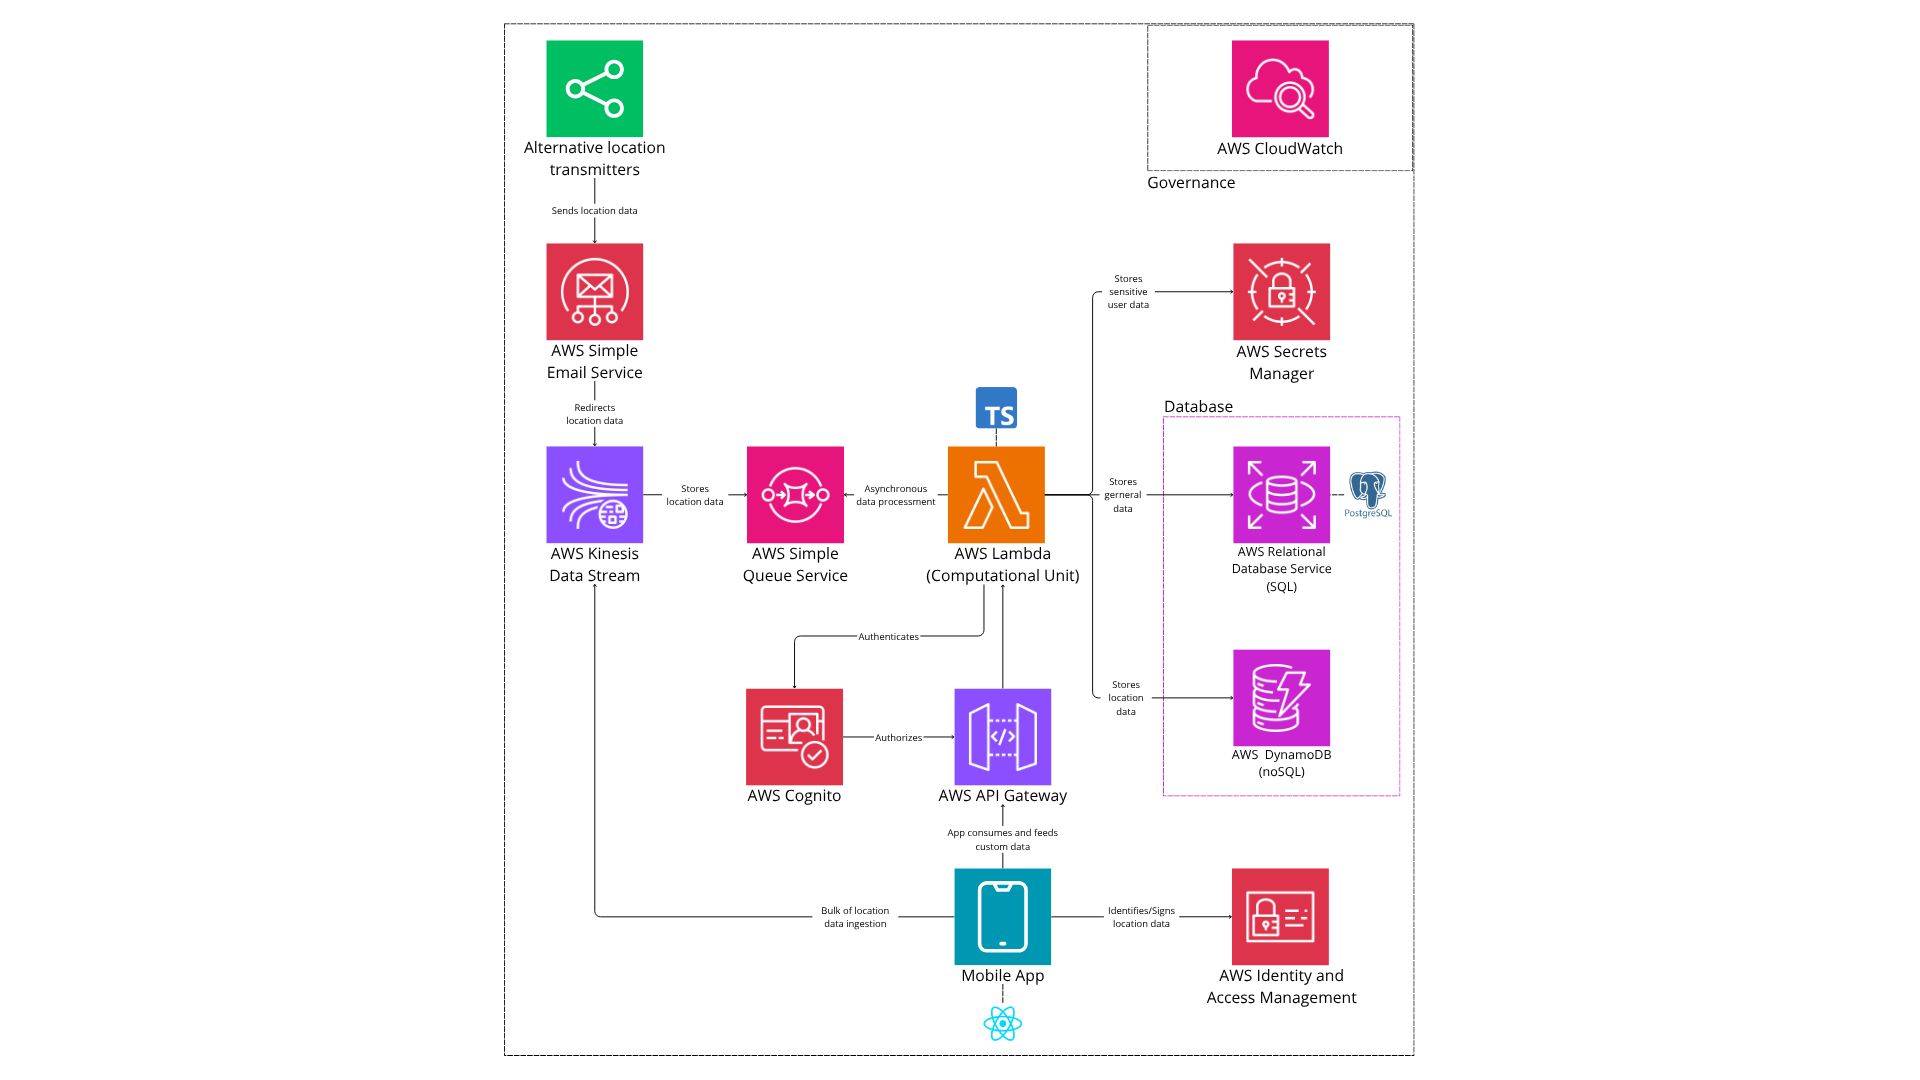 Alternative location
transmitters
AWS CloudWatch
Governance
Sends location data
AWS Simple
Email Service
Stores
sensitive
user data
AWS Secrets
Manager
Redirects
location data
TS
Database
AWS Kinesis
Data Stream
Stores
location data
AWS Simple
Queue Service
Asynchronous
data processment
AWS Lambda
(Computational Unit)
Stores
gerneral
data
AWS Relational
Database Service
(SQL)
PostgreSQL
Authenticates
Stores
location
data
AWS Cognito
Authorizes
AWS API Gateway
AWS  DynamoDB
(noSQL)
App consumes and feeds
custom data
Bulk of location
data ingestion
Mobile App
Identifies/Signs
location data
AWS Identity and
Access Management